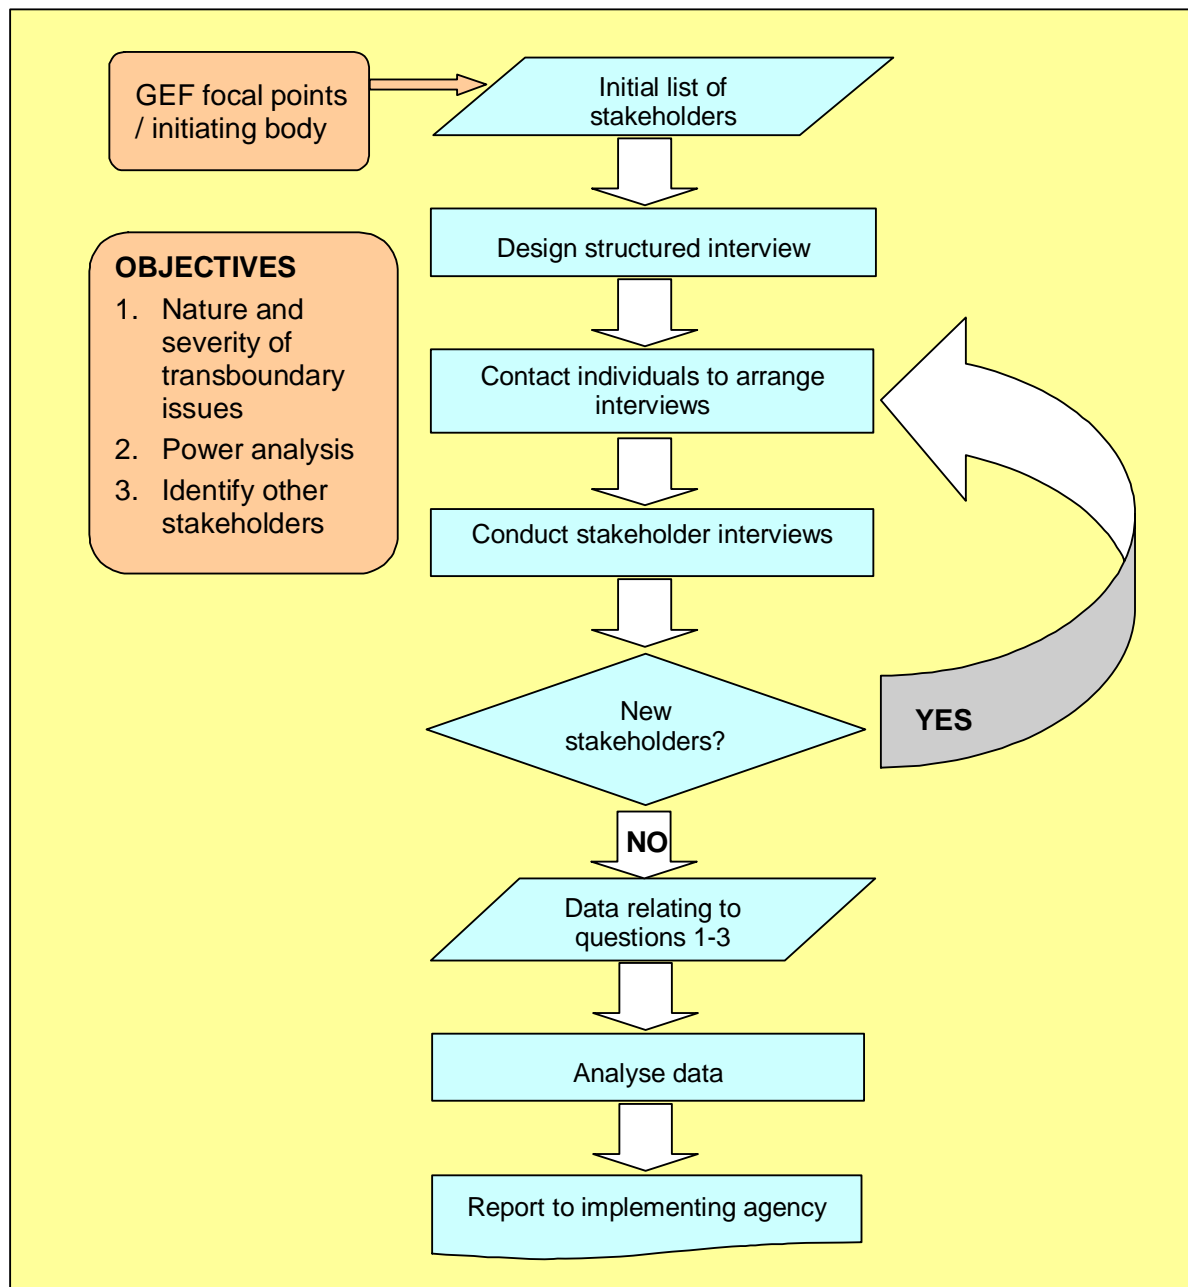 GEF focal points
/ initiating body
Initial list of
stakeholders
Design structured interview
OBJECTIVES
1. Nature and
severity of
transboundary
issues
2. Power analysis
3. Identify other
stakeholders
Contact individuals to arrange
interviews
Conduct stakeholder interviews
New
stakeholders?
YES
NO
Data relating to
questions 1-3
Analyse data
Report to implementing agency